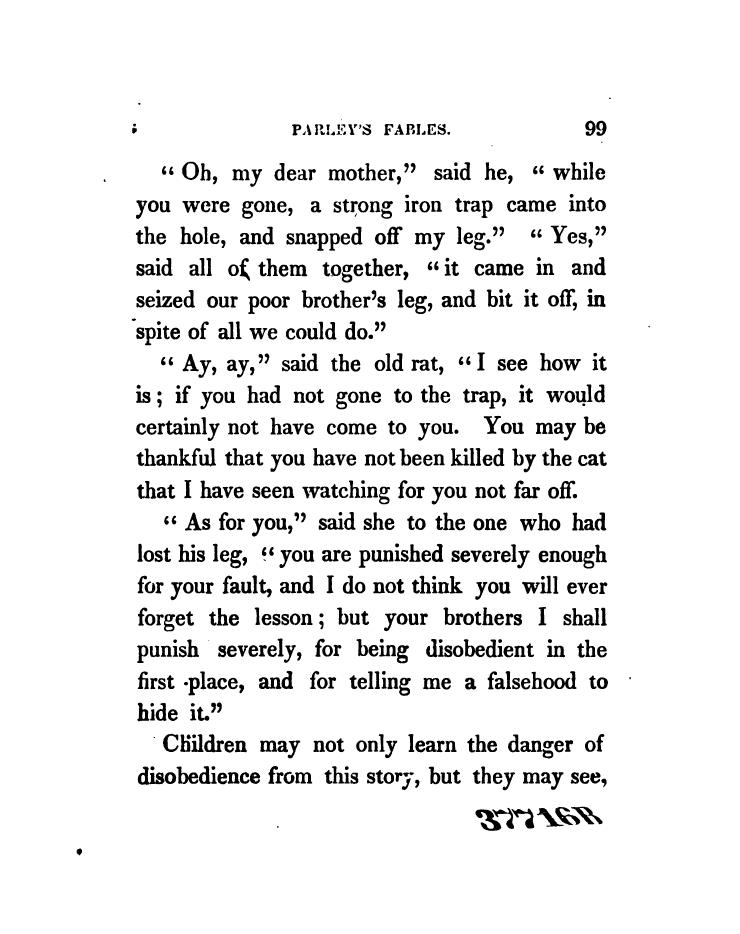 PARLEY'S FABLES. 99
“ Oh, my dear mother,” said he, “ while
you were gone, a strong iron trap came into
the hole, and snapped off my leg.” “ Yes,”
said all of them together, “ it came in and
seized our poor brother's leg, and bit it off, in
spite of all we could do.”
“ Ay, ay,” said the old rat, “ I see how it
is ; if you had not gone to the trap, it would
certainly not have come to you. You may be
thankful that you have not been killed by the cat
that I have seen watching for you not far off.
“ As for you,” said she to the one who had
lost his leg, “ you are punished severely enough
for your fault, and I do not think you will ever
forget the lesson ; but your brothers I shall
punish severely, for being disobedient in the
first place, and for telling me a falsehood to
hide it.”
Children may not only learn the danger of
disobedience from this story, but they may see,
37716B